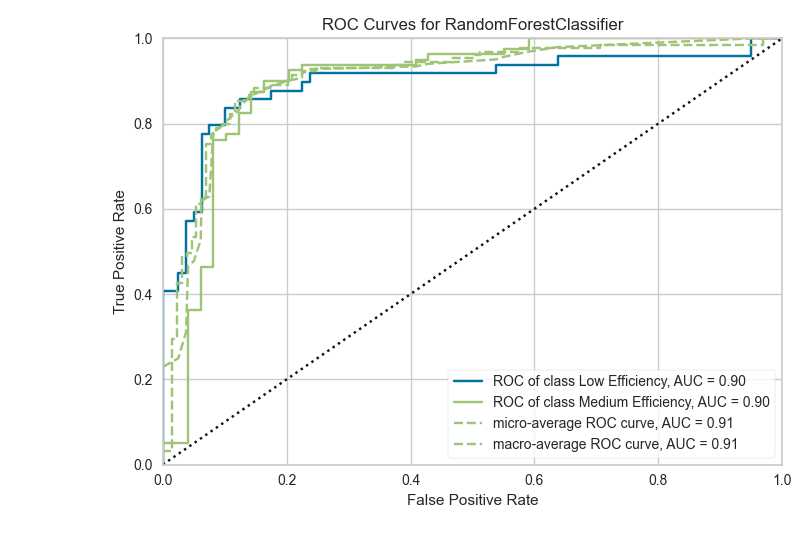 ROC Curves for RandomForestClassifier
1.0
0.8
0.6
0.4
0.2
0.0
True Positive Rate
ROC of class Low Efficiency, AUC = 0.90
ROC of class Medium Efficiency, AUC = 0.90
micro-average ROC curve, AUC = 0.91
macro-average ROC curve, AUC = 0.91
0.0 0.2 0.4 0.6 0.8 1.0
False Positive Rate